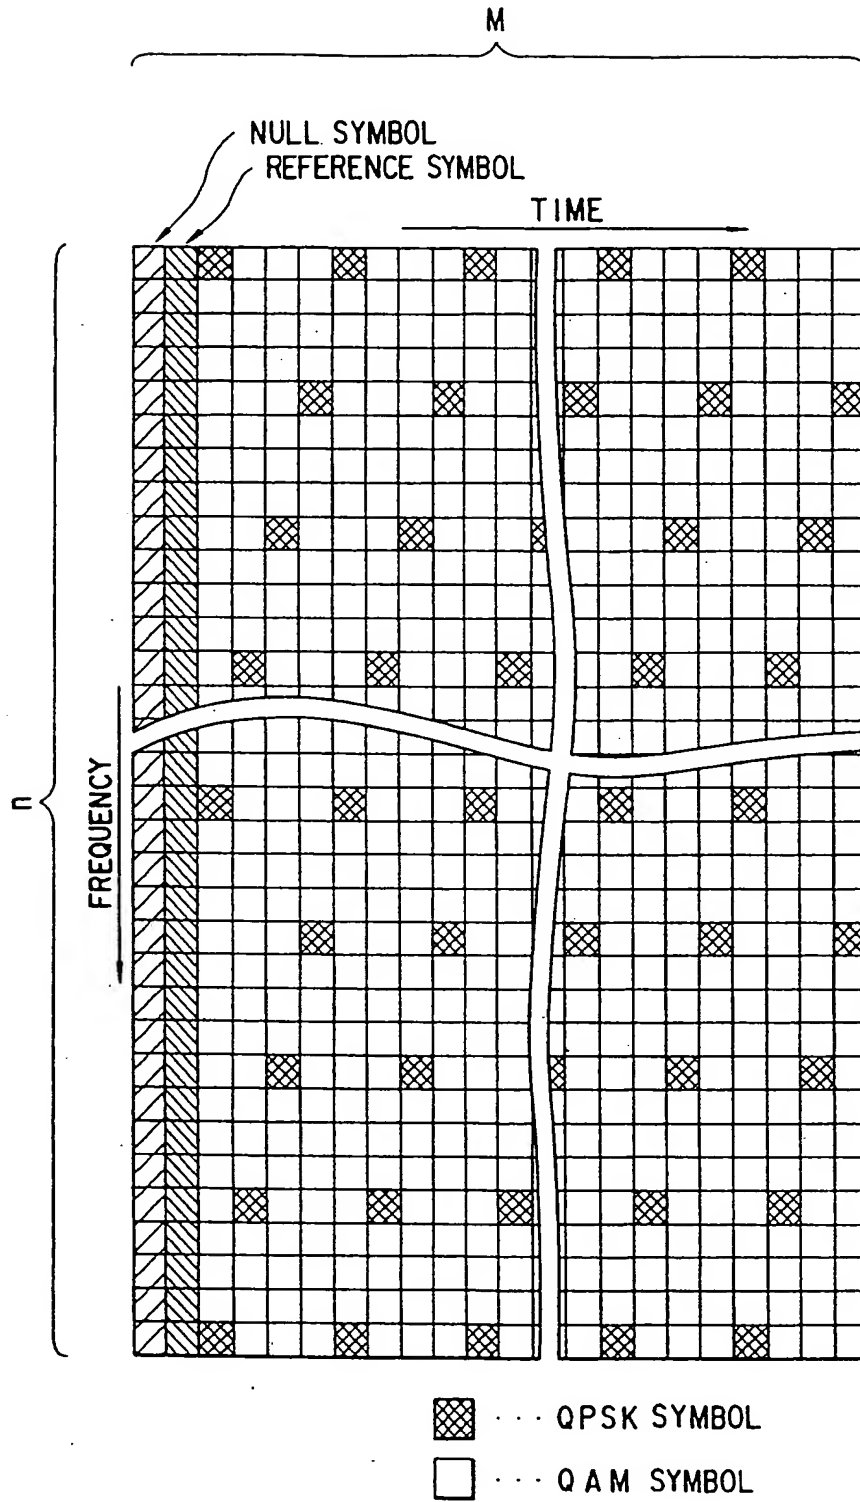 M
NULL SYMBOL
REFERENCE SYMBOL
TIME
n
FREQUENCY
··· QPSK SYMBOL
··· QAM SYMBOL